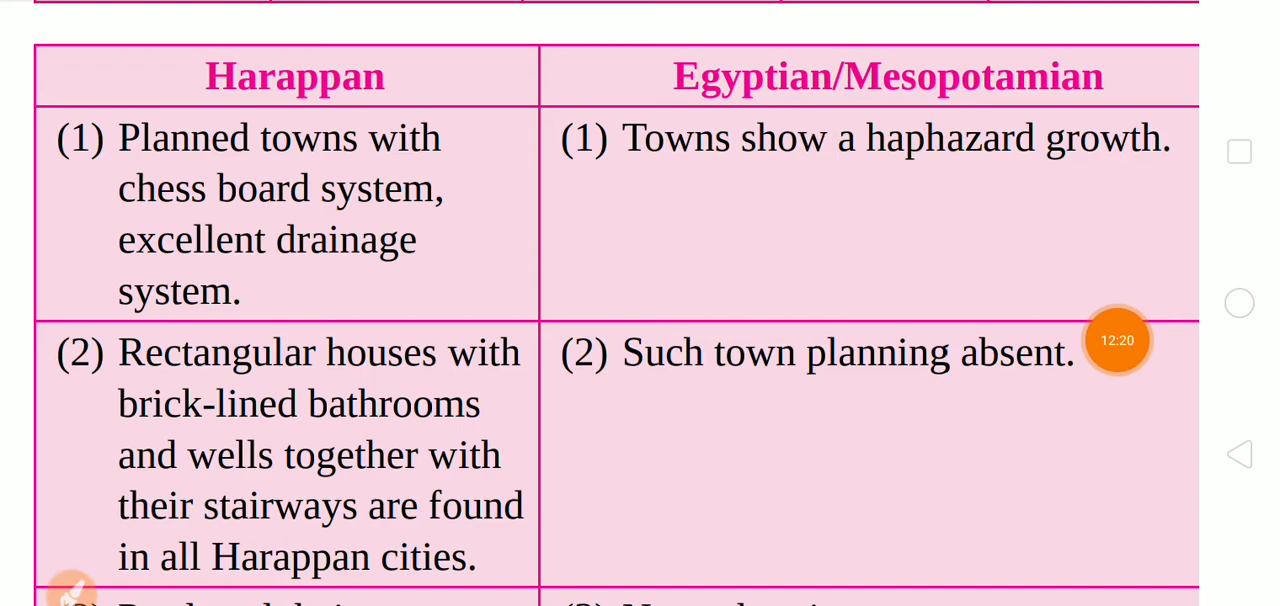 Harappan
Egyptian/Mesopotamian
(1) Planned towns with
chess board system,
excellent drainage
system.
(1) Towns show a haphazard growth.
(2) Rectangular houses with
brick-lined bathrooms
and wells together with
their stairways are found
in all Harappan cities.
(2) Such town planning absent.
12:20